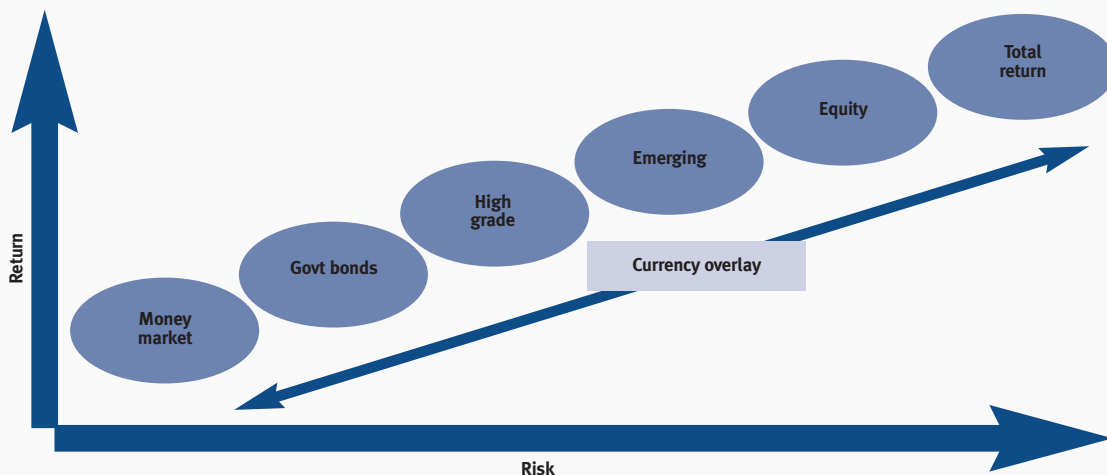 Total
return
Equity
Emerging
High
grade
Govt bonds
Currency overlay
Money
market
Return
Risk